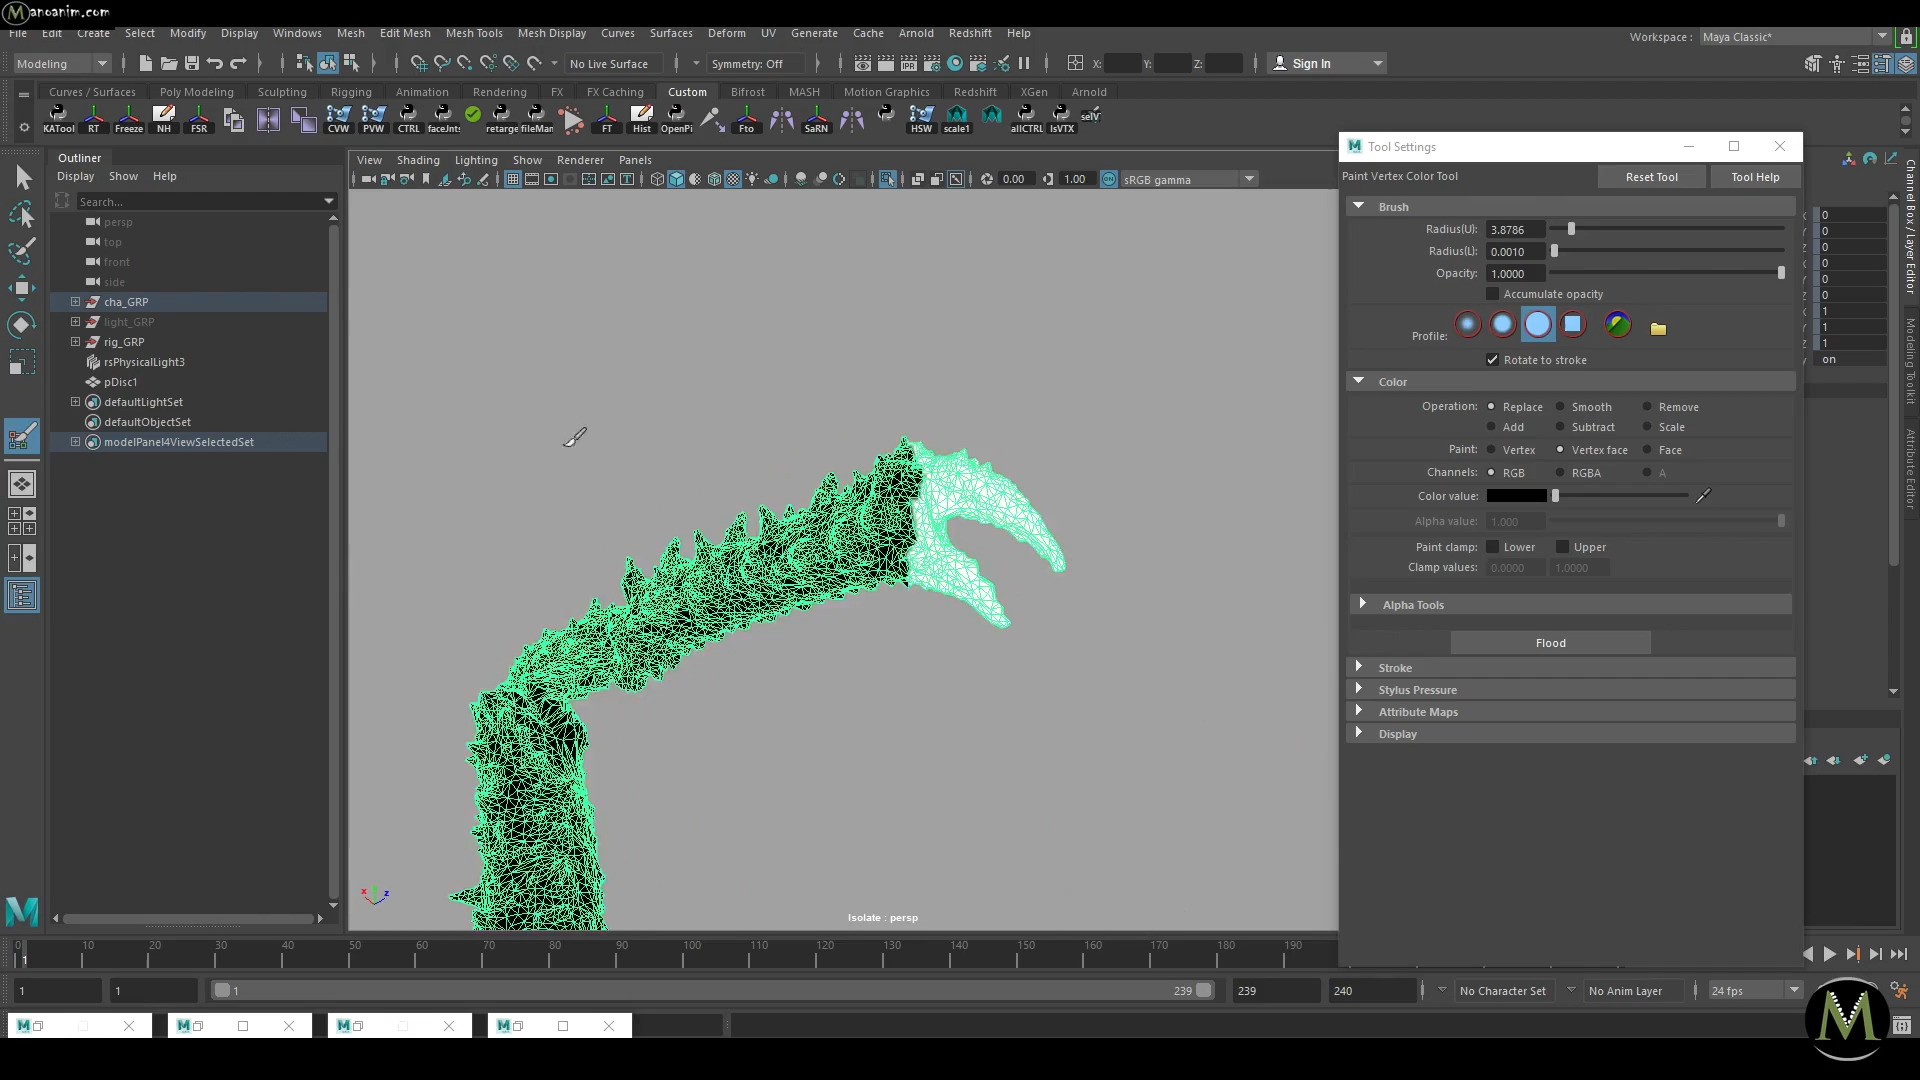 Manoanim.com
File Edit Create Select Modify Display Windows Mesh Edit Mesh Mesh Tools Mesh Display Curves Surfaces Deform UV Generate Cache Arnold Redshift Help
Workspace : Maya Classic*
Modeling No Live Surface Symmetry: Off X: Y: Z: Sign In
Curves / Surfaces Poly Modeling Sculpting Rigging Animation Rendering FX FX Caching Custom Bifrost MASH Motion Graphics Redshift XGen Arnold
KATool RT Freeze NH FSR CVW PVW CTRL faceJnts retarge fileMan FT Hist OpenPi Fto SaRN HSW scale1 allCTRL lsVTX selV
Outliner
Display Show Help
Search...
persp
top
front
side
cha_GRP
light_GRP
rig_GRP
rsPhysicalLight3
pDisc1
defaultLightSet
defaultObjectSet
modelPanel4ViewSelectedSet
View Shading Lighting Show Renderer Panels
0.00 1.00 ON sRGB gamma
Isolate : persp
x z
Tool Settings
Paint Vertex Color Tool Reset Tool Tool Help
Brush
Radius(U): 3.8786
Radius(L): 0.0010
Opacity: 1.0000
Accumulate opacity
Profile:
Rotate to stroke
Color
Operation: Replace Smooth Remove
Add Subtract Scale
Paint: Vertex Vertex face Face
Channels: RGB RGBA A
Color value:
Alpha value: 1.000
Paint clamp: Lower Upper
Clamp values: 0.0000 1.0000
Alpha Tools
Flood
Stroke
Stylus Pressure
Attribute Maps
Display
0
0
0
0
0
0
1
1
1
on
Channel Box / Layer Editor
Modeling Toolkit
Attribute Editor
0 10 20 30 40 50 60 70 80 90 100 110 120 130 140 150 160 170 180 190
1
1 1 1 239 239 240 No Character Set No Anim Layer 24 fps
M